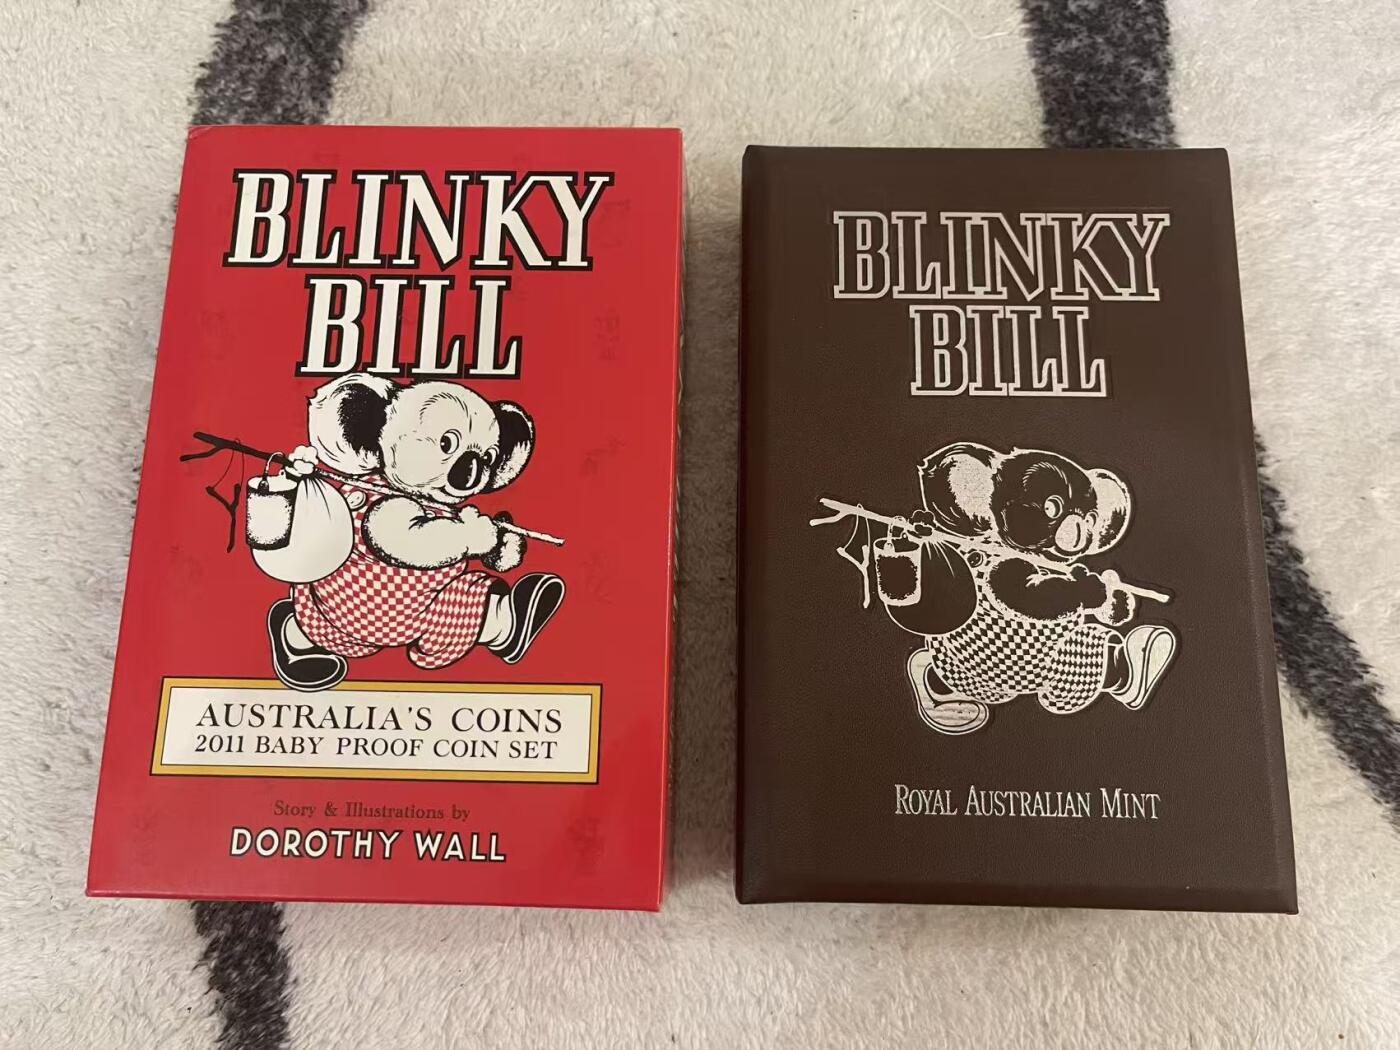 BLINKY
BILL
AUSTRALIA'S COINS
2011 BABY PROOF COIN SET
Story & Illustrations by
DOROTHY WALL
BLINKY
BILL
ROYAL AUSTRALIAN MINT